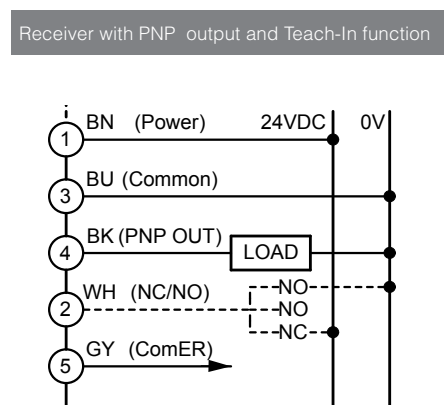 Receiver with PNP output and Teach-In function
BN (Power) 24VDC 0V
1
BU (Common)
3
BK (PNP OUT) LOAD
4
NO
WH (NC/NO) NO
2
NC
GY (ComER)
5